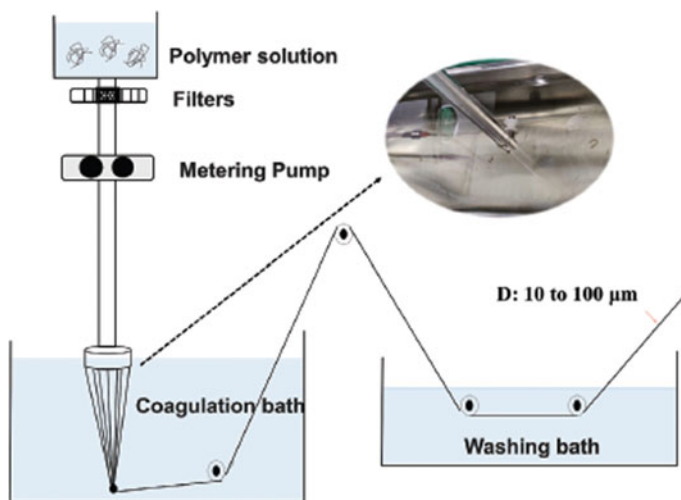 Polymer solution
Filters
Metering Pump
D: 10 to 100 μm
Coagulation bath
Washing bath